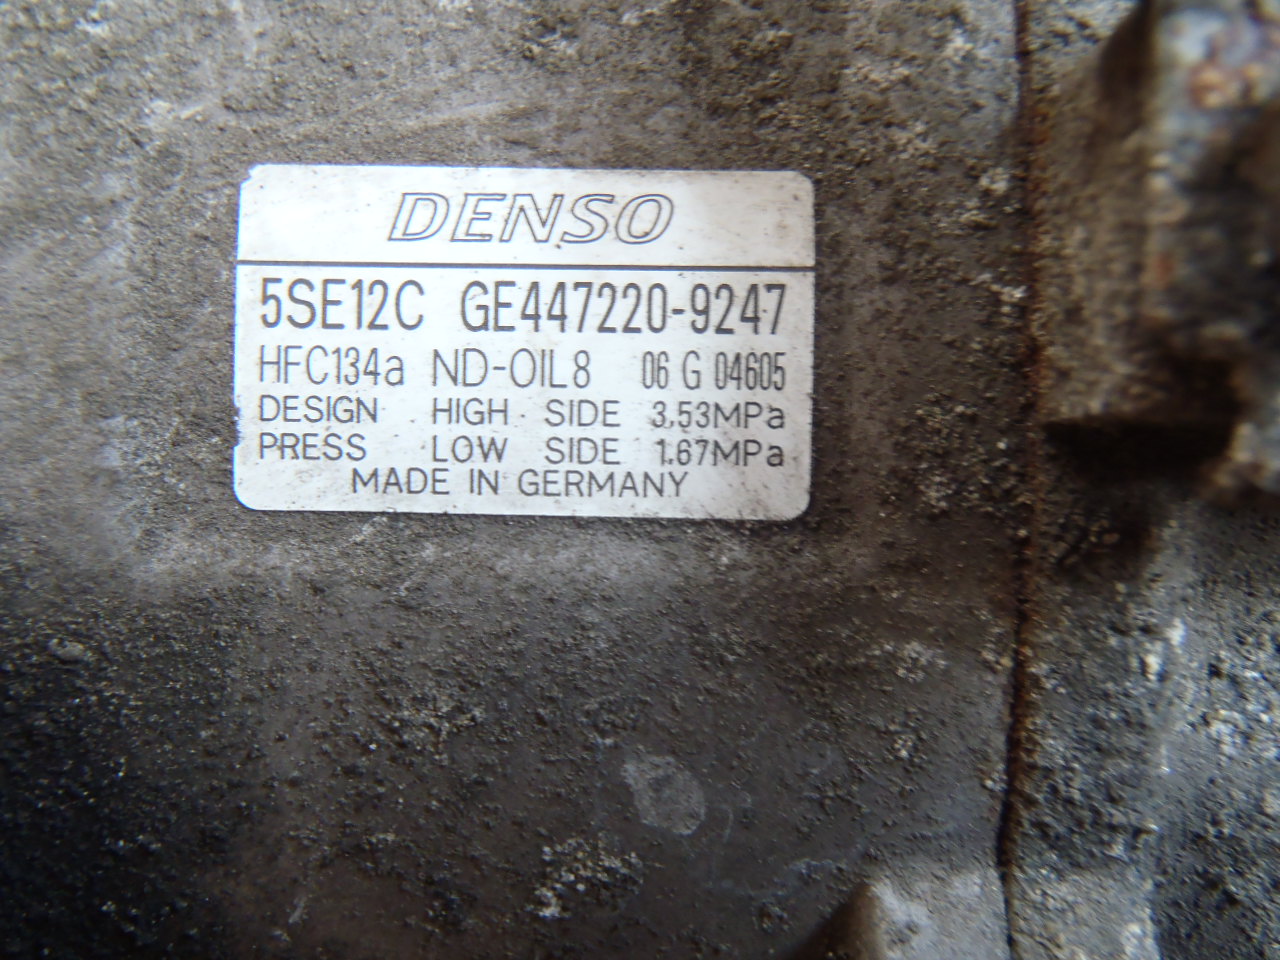 DENSO
5SE12C GE447220-9247
HFC134a ND-OIL8 06 G 04605
DESIGN HIGH SIDE 3.53MPa
PRESS LOW SIDE 1.67MPa
MADE IN GERMANY